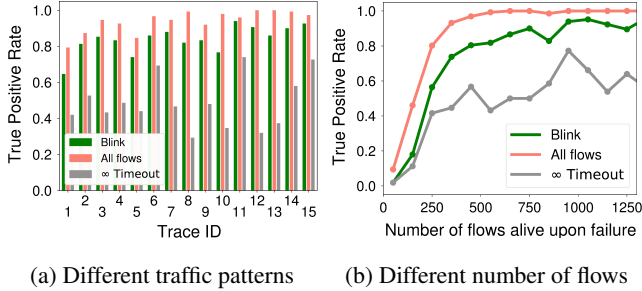 True Positive Rate
1.0
0.8
0.6
0.4
0.2
0.0
Blink
All flows
∞ Timeout
1 2 3 4 5 6 7 8 9 10 11 12 13 14 15
Trace ID
(a) Different traffic patterns
True Positive Rate
1.0
0.8
0.6
0.4
0.2
0.0
Blink
All flows
∞ Timeout
0 250 500 750 1000 1250
Number of flows alive upon failure
(b) Different number of flows